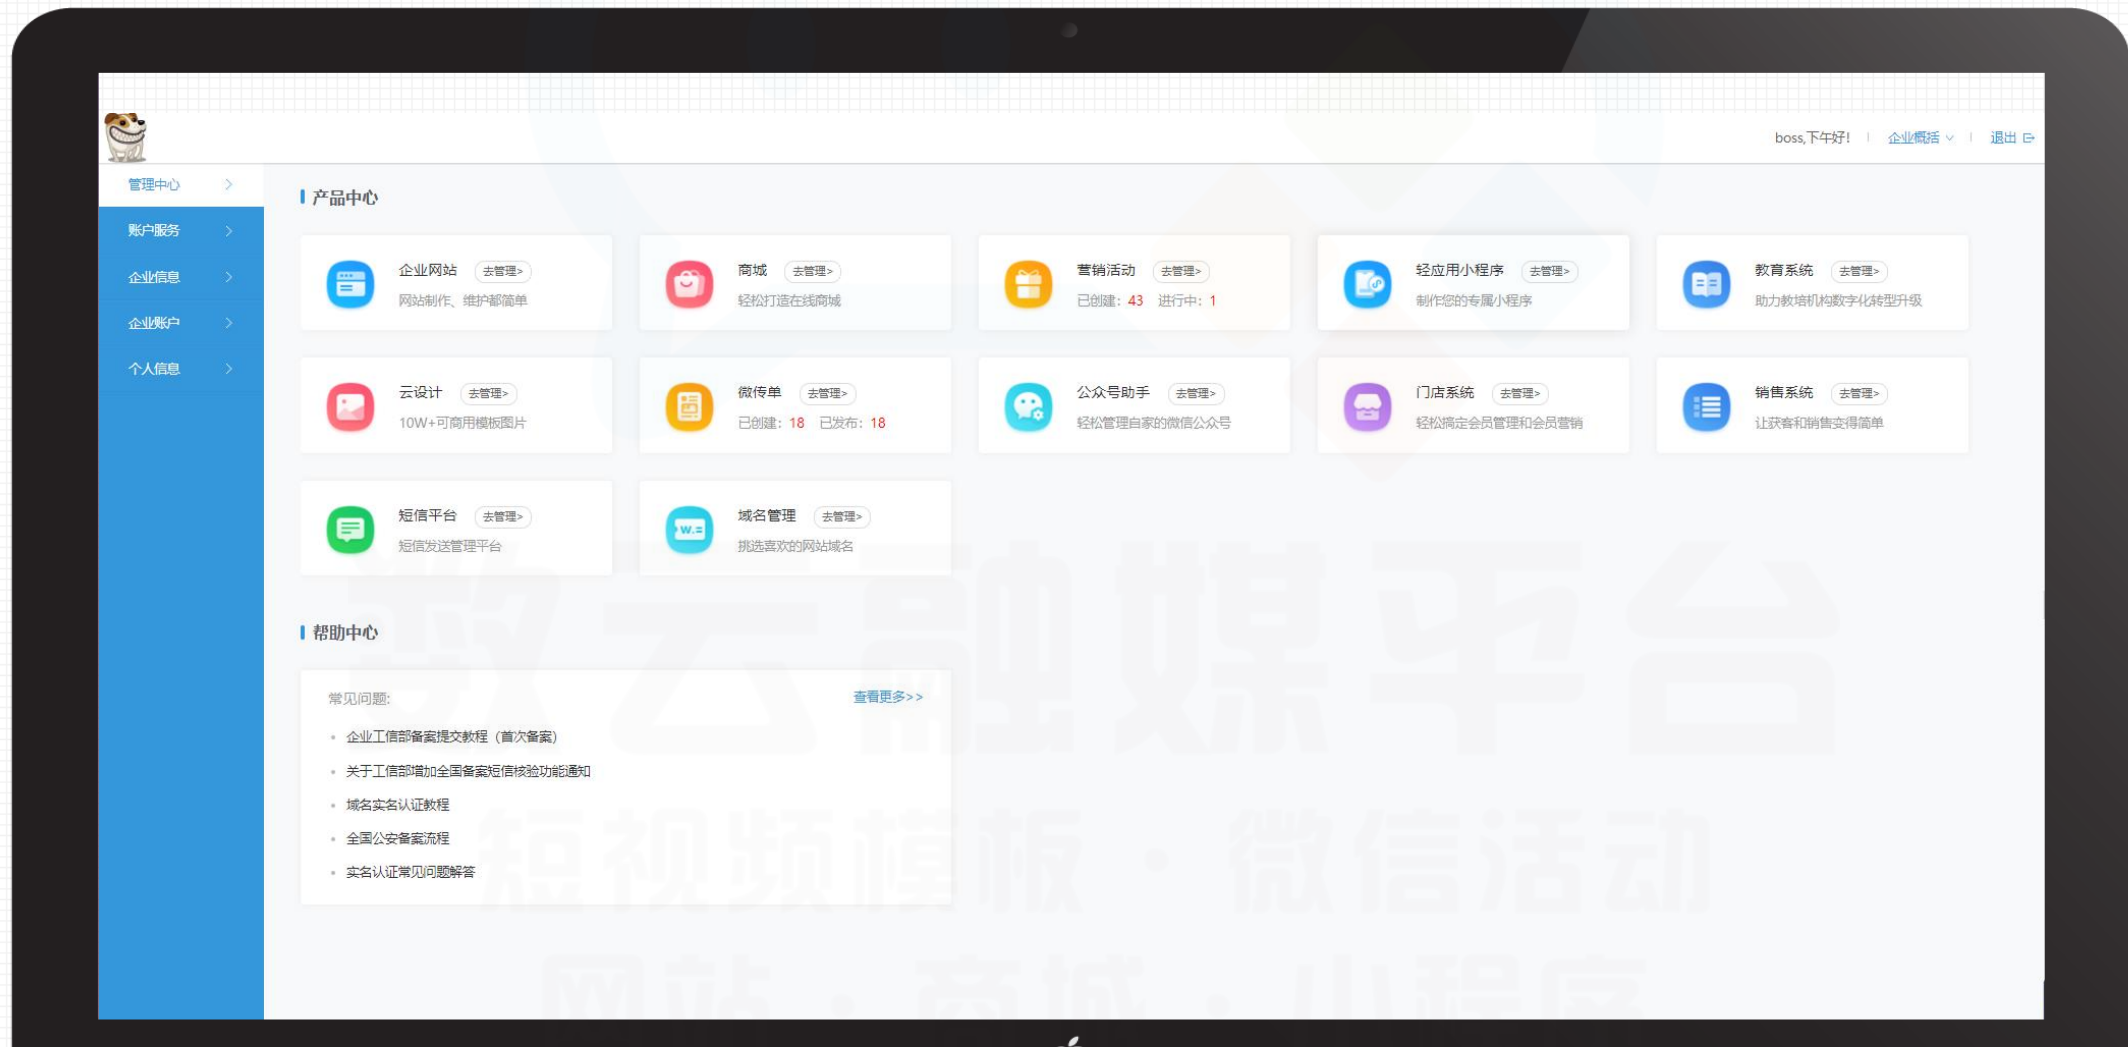 boss,下午好! 企业概括 退出
管理中心
账户服务
企业信息
企业账户
个人信息
产品中心
企业网站 去管理>
网站制作、维护都简单
商城 去管理>
轻松打造在线商城
营销活动 去管理>
已创建: 43 进行中: 1
轻应用小程序 去管理>
制作您的专属小程序
教育系统 去管理>
助力教培机构数字化转型升级
云设计 去管理>
10W+可商用模板图片
微传单 去管理>
已创建: 18 已发布: 18
公众号助手 去管理>
轻松管理自家的微信公众号
门店系统 去管理>
轻松搞定会员管理和会员营销
销售系统 去管理>
让获客和销售变得简单
短信平台 去管理>
短信发送管理平台
W.=
域名管理 去管理>
挑选喜欢的网站域名
帮助中心
常见问题: 查看更多>>
企业工信部备案提交教程（首次备案）
关于工信部增加全国备案短信核验功能通知
域名实名认证教程
全国公安备案流程
实名认证常见问题解答
数云融媒平台
短视频模板·微信活动
网站·商城·小程序